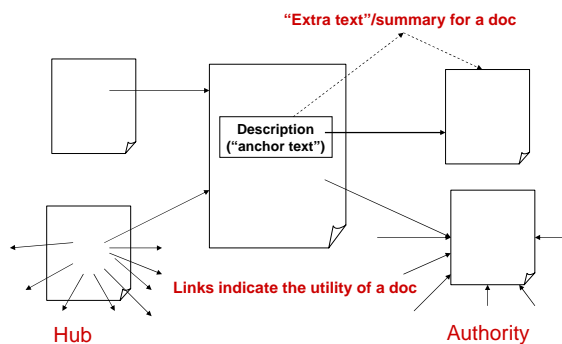 “Extra text”/summary for a doc
Description
(“anchor text”)
Links indicate the utility of a doc
Hub
Authority